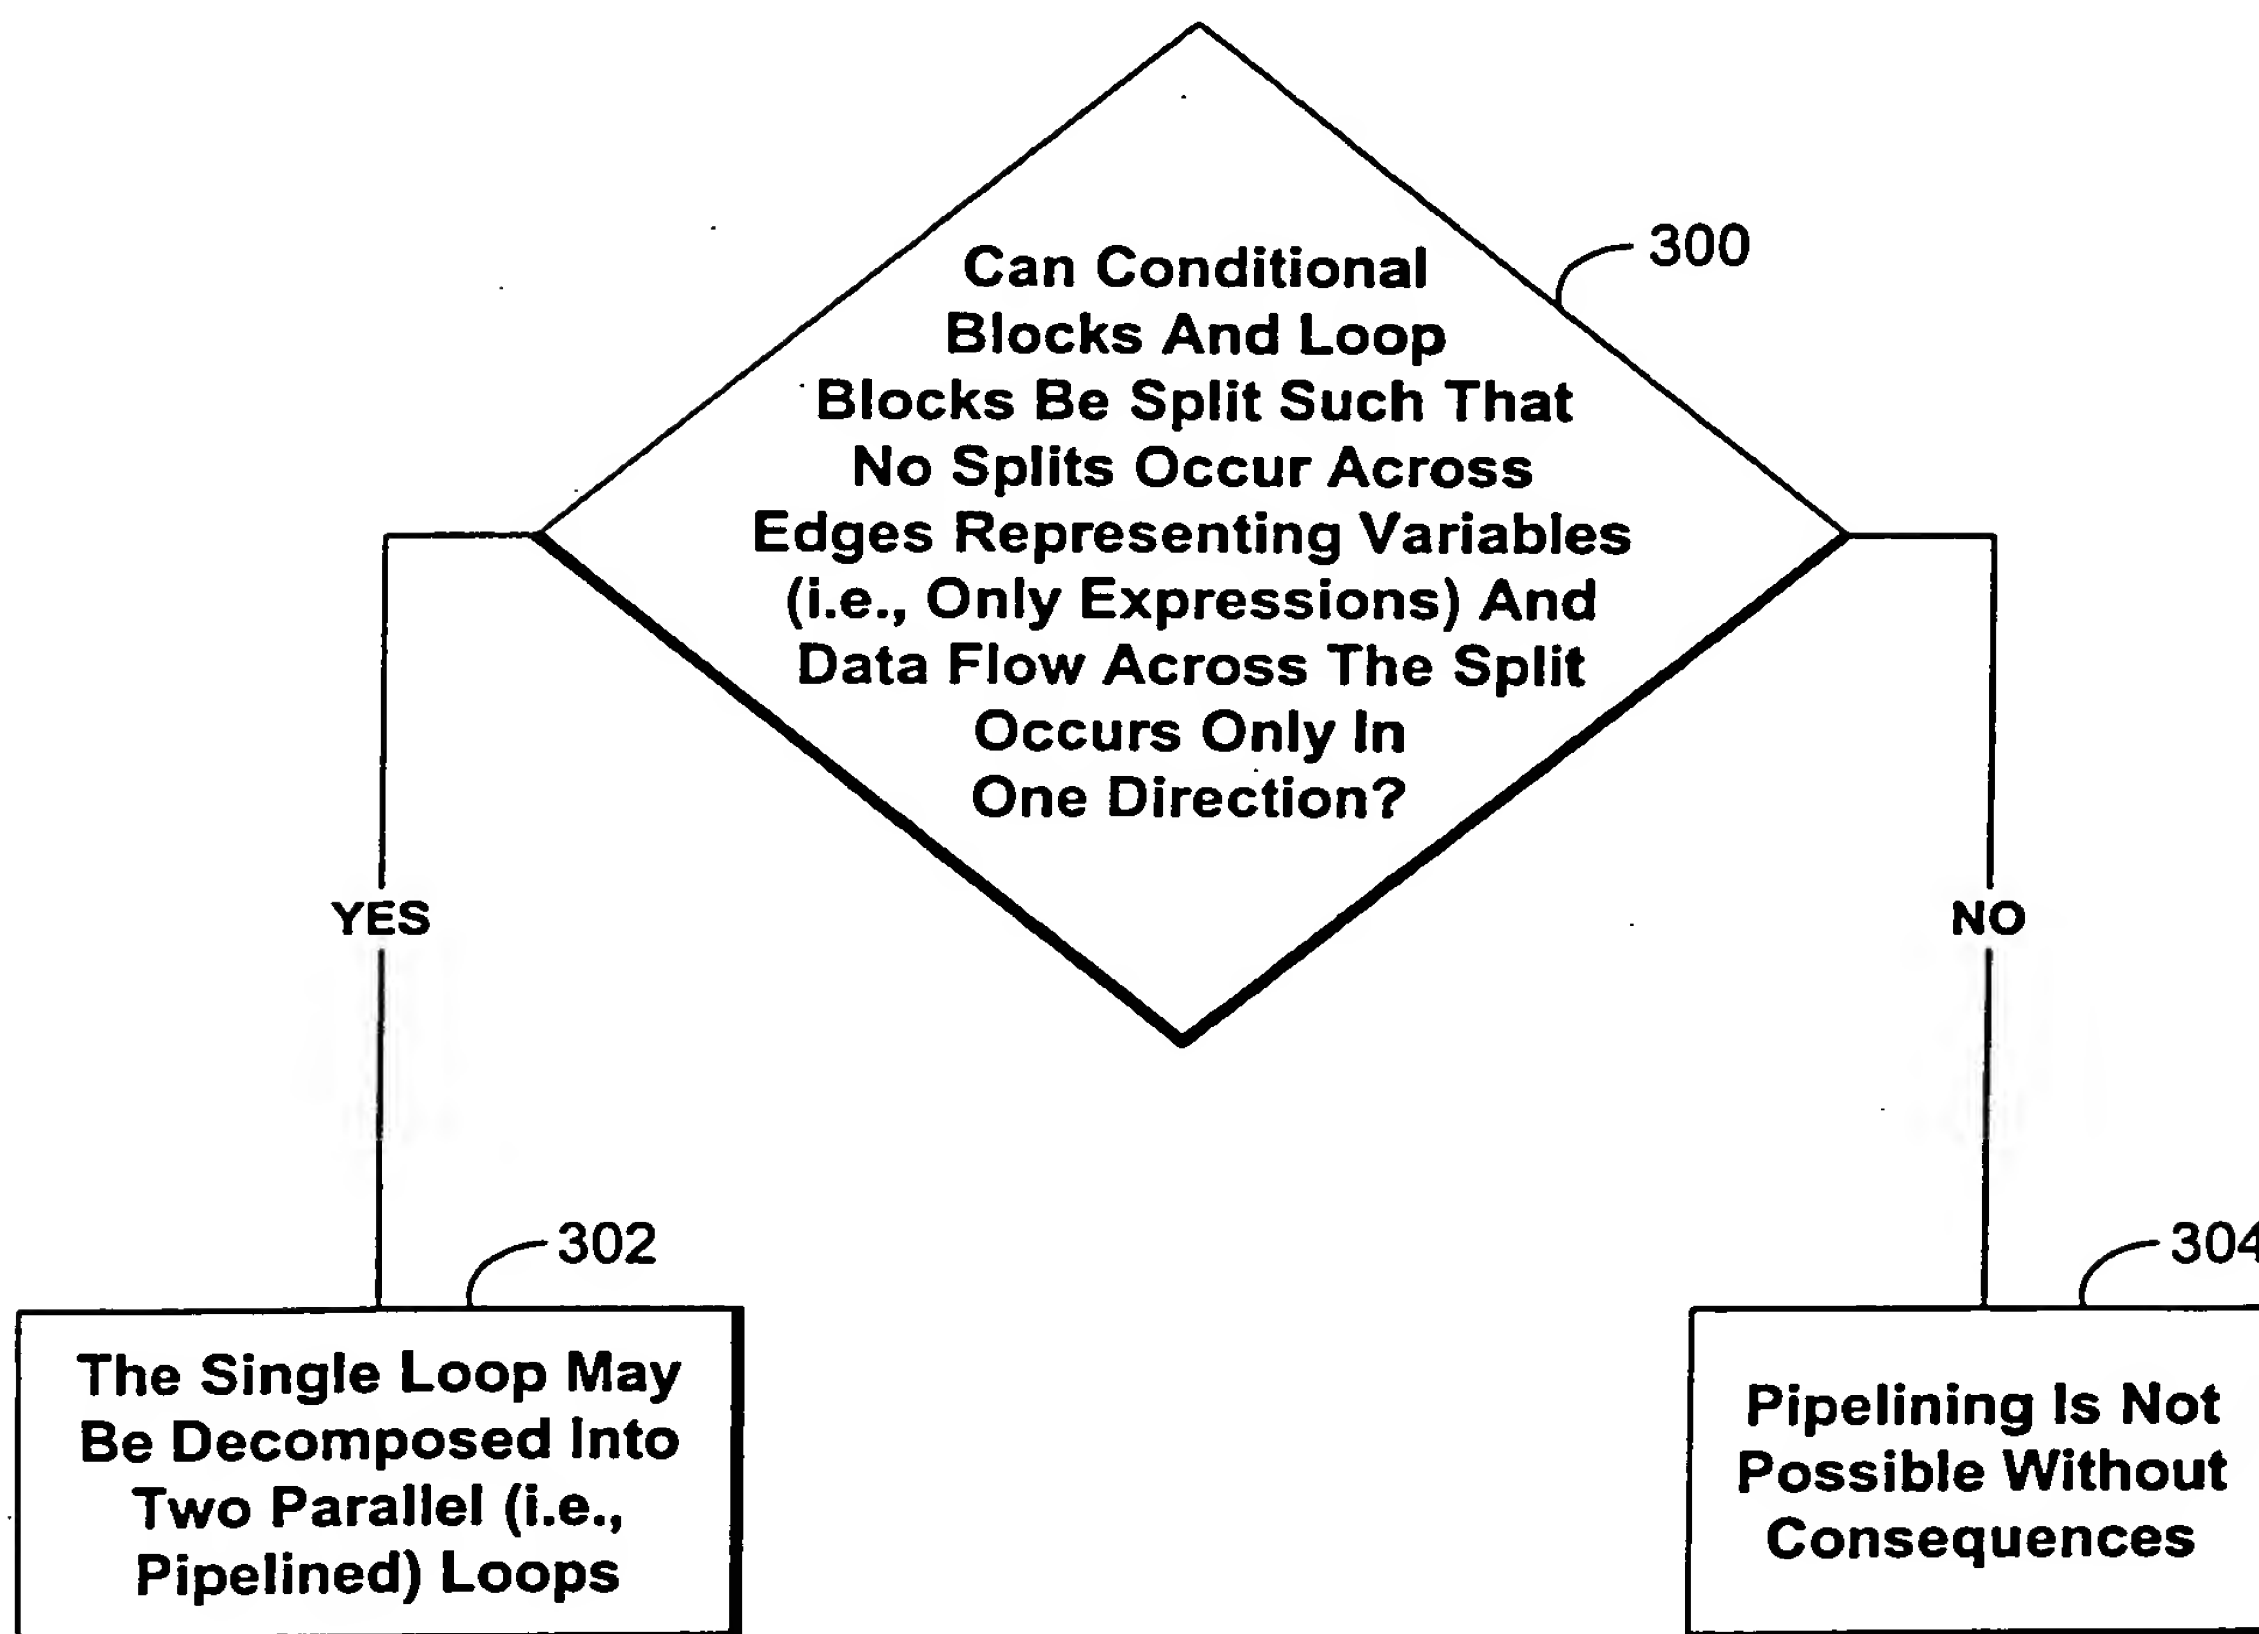 300
Can Conditional
Blocks And Loop
Blocks Be Split Such That
No Splits Occur Across
Edges Representing Variables
(i.e., Only Expressions) And
Data Flow Across The Split
Occurs Only In
One Direction?
YES
NO
302
304
The Single Loop May
Be Decomposed Into
Two Parallel (i.e.,
Pipelined) Loops
Pipelining Is Not
Possible Without
Consequences